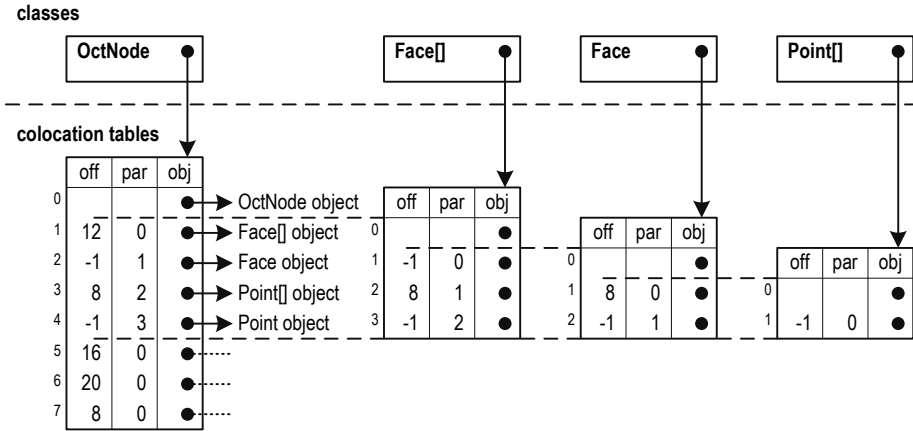 classes
OctNode Face[] Face Point[]
colocation tables
off par obj
0 OctNode object off par obj
1 12 0 Face[] object 0 off par obj
2 -1 1 Face object 1 -1 0 0 off par obj
3 8 2 Point[] object 2 8 1 1 8 0 0
4 -1 3 Point object 3 -1 2 2 -1 1 1 -1 0
5 16 0
6 20 0
7 8 0